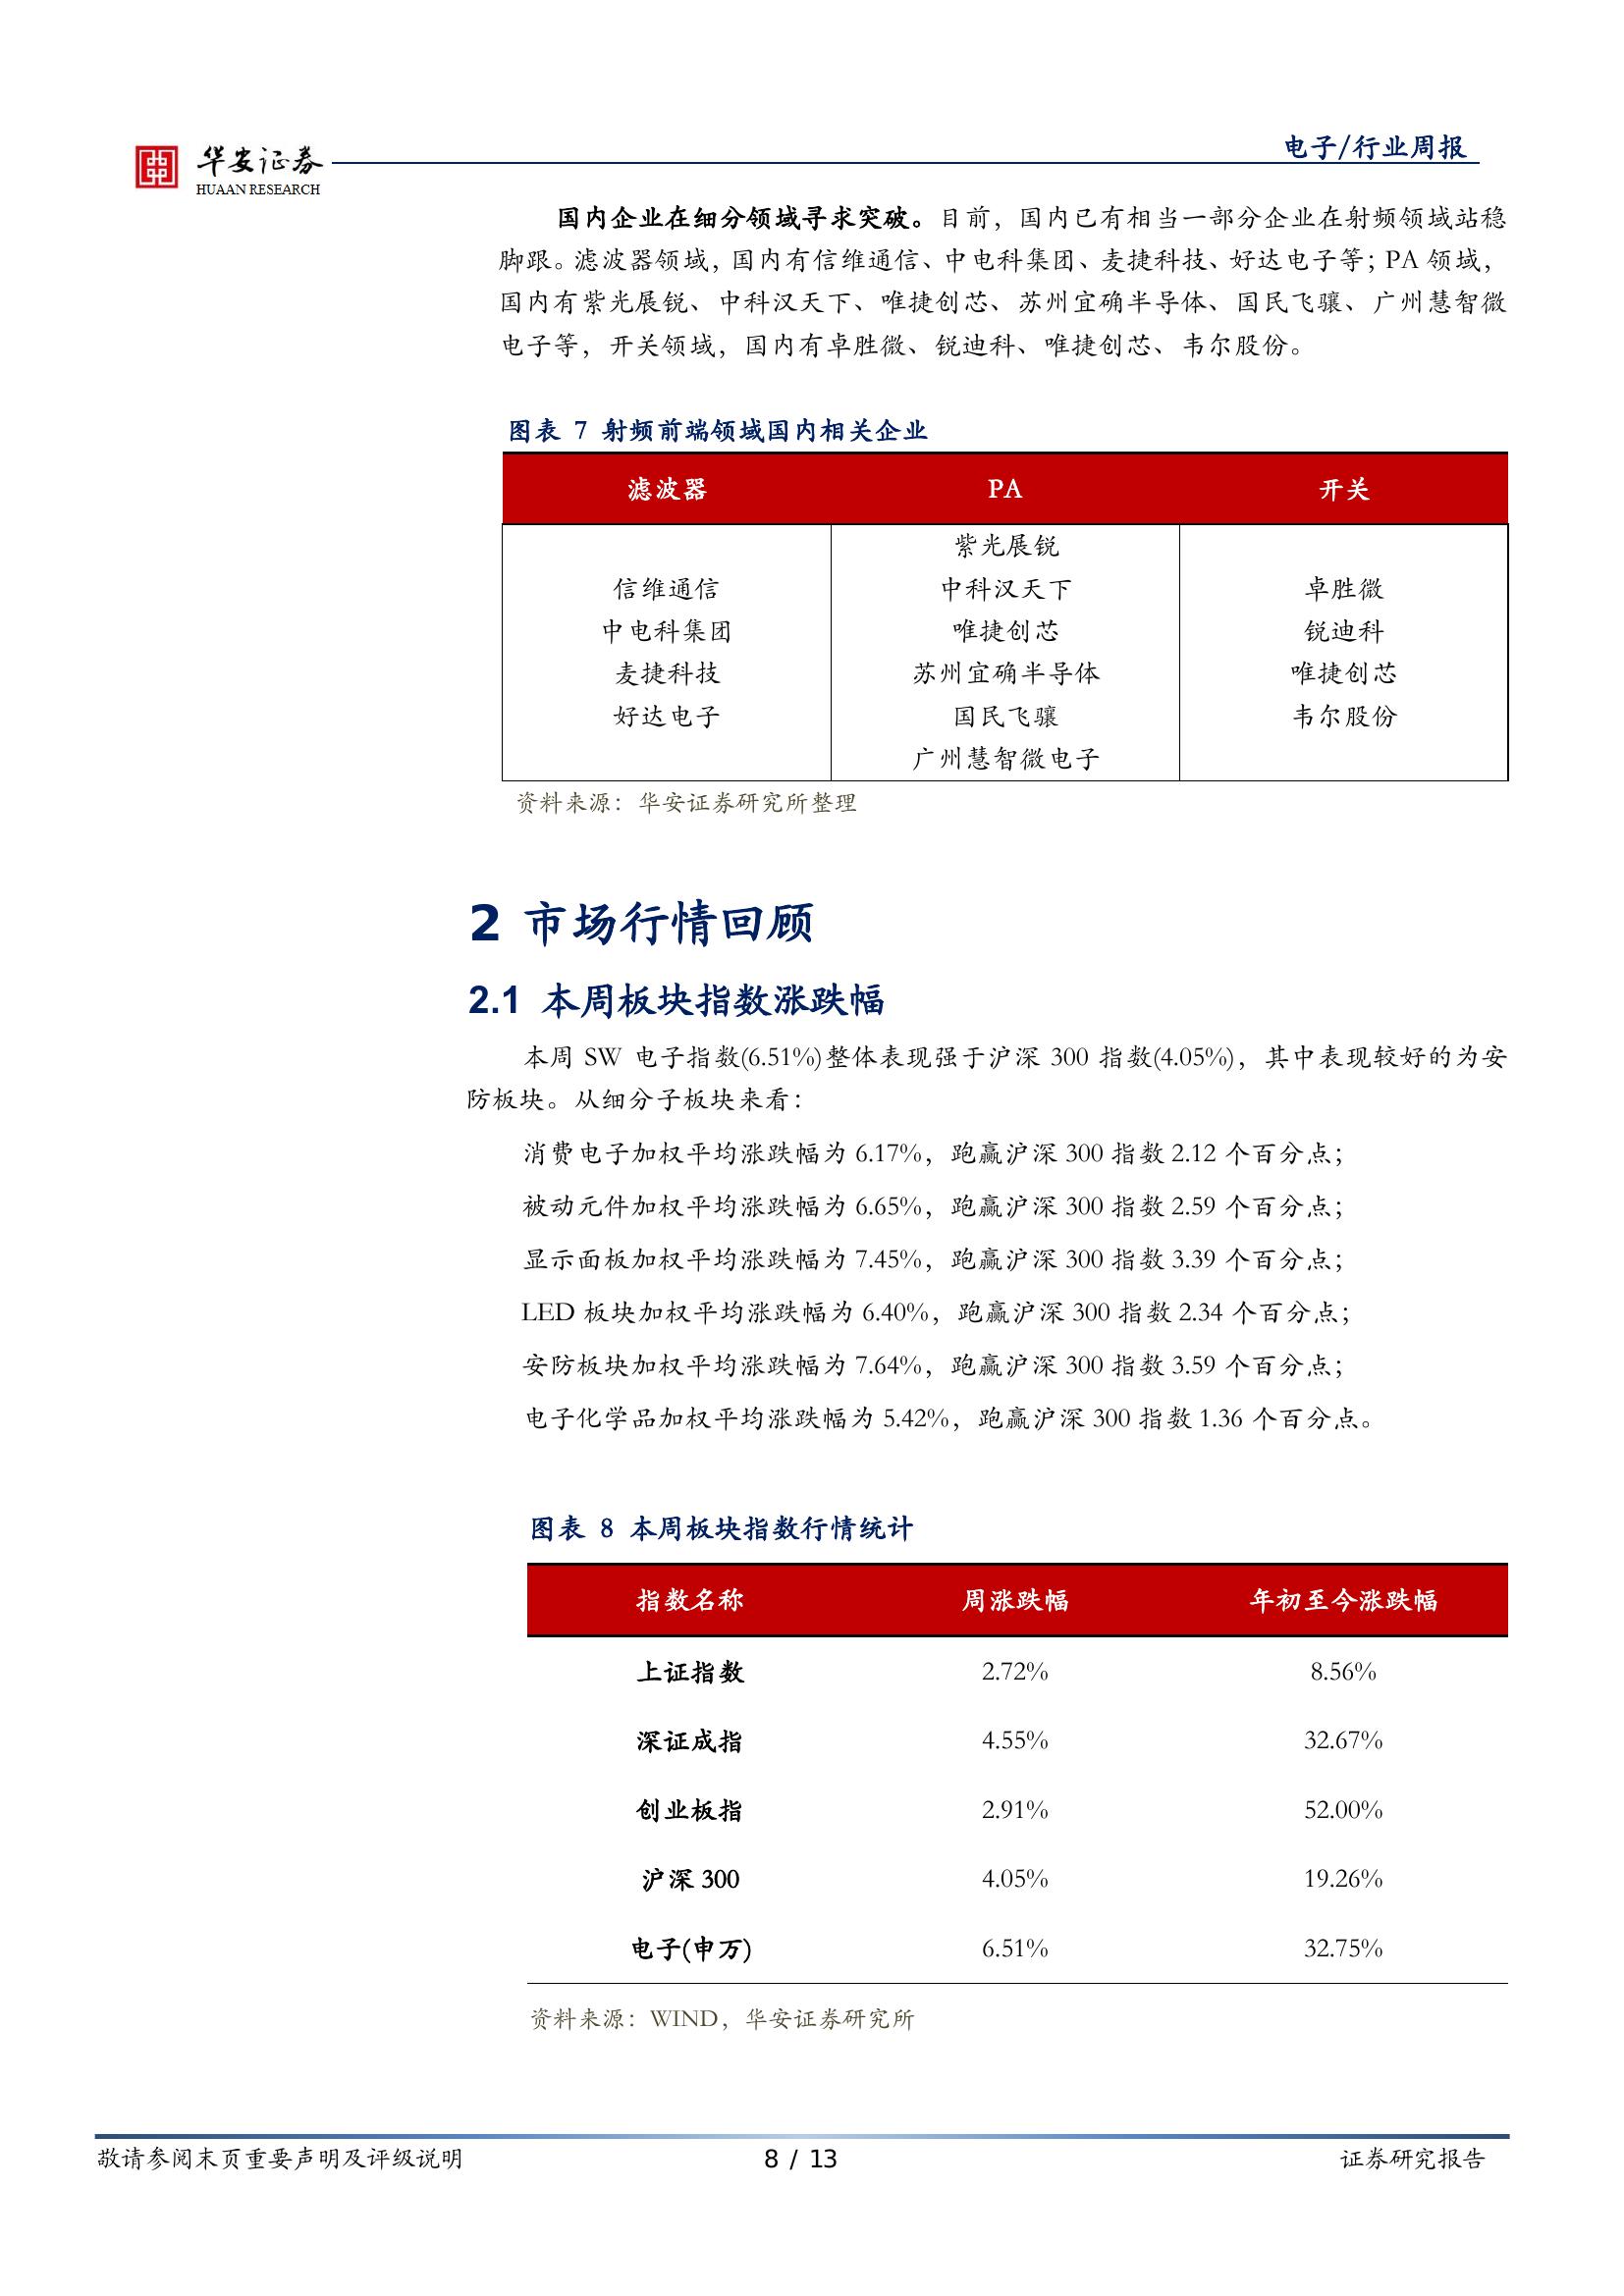 华安证券
HUAAN RESEARCH
电子/行业周报
国内企业在细分领域寻求突破。目前，国内已有相当一部分企业在射频领域站稳
脚跟。滤波器领域，国内有信维通信、中电科集团、麦捷科技、好达电子等；PA 领域，
国内有紫光展锐、中科汉天下、唯捷创芯、苏州宜确半导体、国民飞骧、广州慧智微
电子等，开关领域，国内有卓胜微、锐迪科、唯捷创芯、韦尔股份。
图表 7 射频前端领域国内相关企业
滤波器 PA 开关
紫光展锐
信维通信 中科汉天下 卓胜微
中电科集团 唯捷创芯 锐迪科
麦捷科技 苏州宜确半导体 唯捷创芯
好达电子 国民飞骧 韦尔股份
广州慧智微电子
资料来源：华安证券研究所整理
2 市场行情回顾
2.1 本周板块指数涨跌幅
本周 SW 电子指数(6.51%)整体表现强于沪深 300 指数(4.05%)，其中表现较好的为安
防板块。从细分子板块来看：
消费电子加权平均涨跌幅为 6.17%，跑赢沪深 300 指数 2.12 个百分点；
被动元件加权平均涨跌幅为 6.65%，跑赢沪深 300 指数 2.59 个百分点；
显示面板加权平均涨跌幅为 7.45%，跑赢沪深 300 指数 3.39 个百分点；
LED 板块加权平均涨跌幅为 6.40%，跑赢沪深 300 指数 2.34 个百分点；
安防板块加权平均涨跌幅为 7.64%，跑赢沪深 300 指数 3.59 个百分点；
电子化学品加权平均涨跌幅为 5.42%，跑赢沪深 300 指数 1.36 个百分点。
图表 8 本周板块指数行情统计
指数名称 周涨跌幅 年初至今涨跌幅
上证指数 2.72% 8.56%
深证成指 4.55% 32.67%
创业板指 2.91% 52.00%
沪深 300 4.05% 19.26%
电子(申万) 6.51% 32.75%
资料来源：WIND，华安证券研究所
敬请参阅末页重要声明及评级说明 8 / 13 证券研究报告